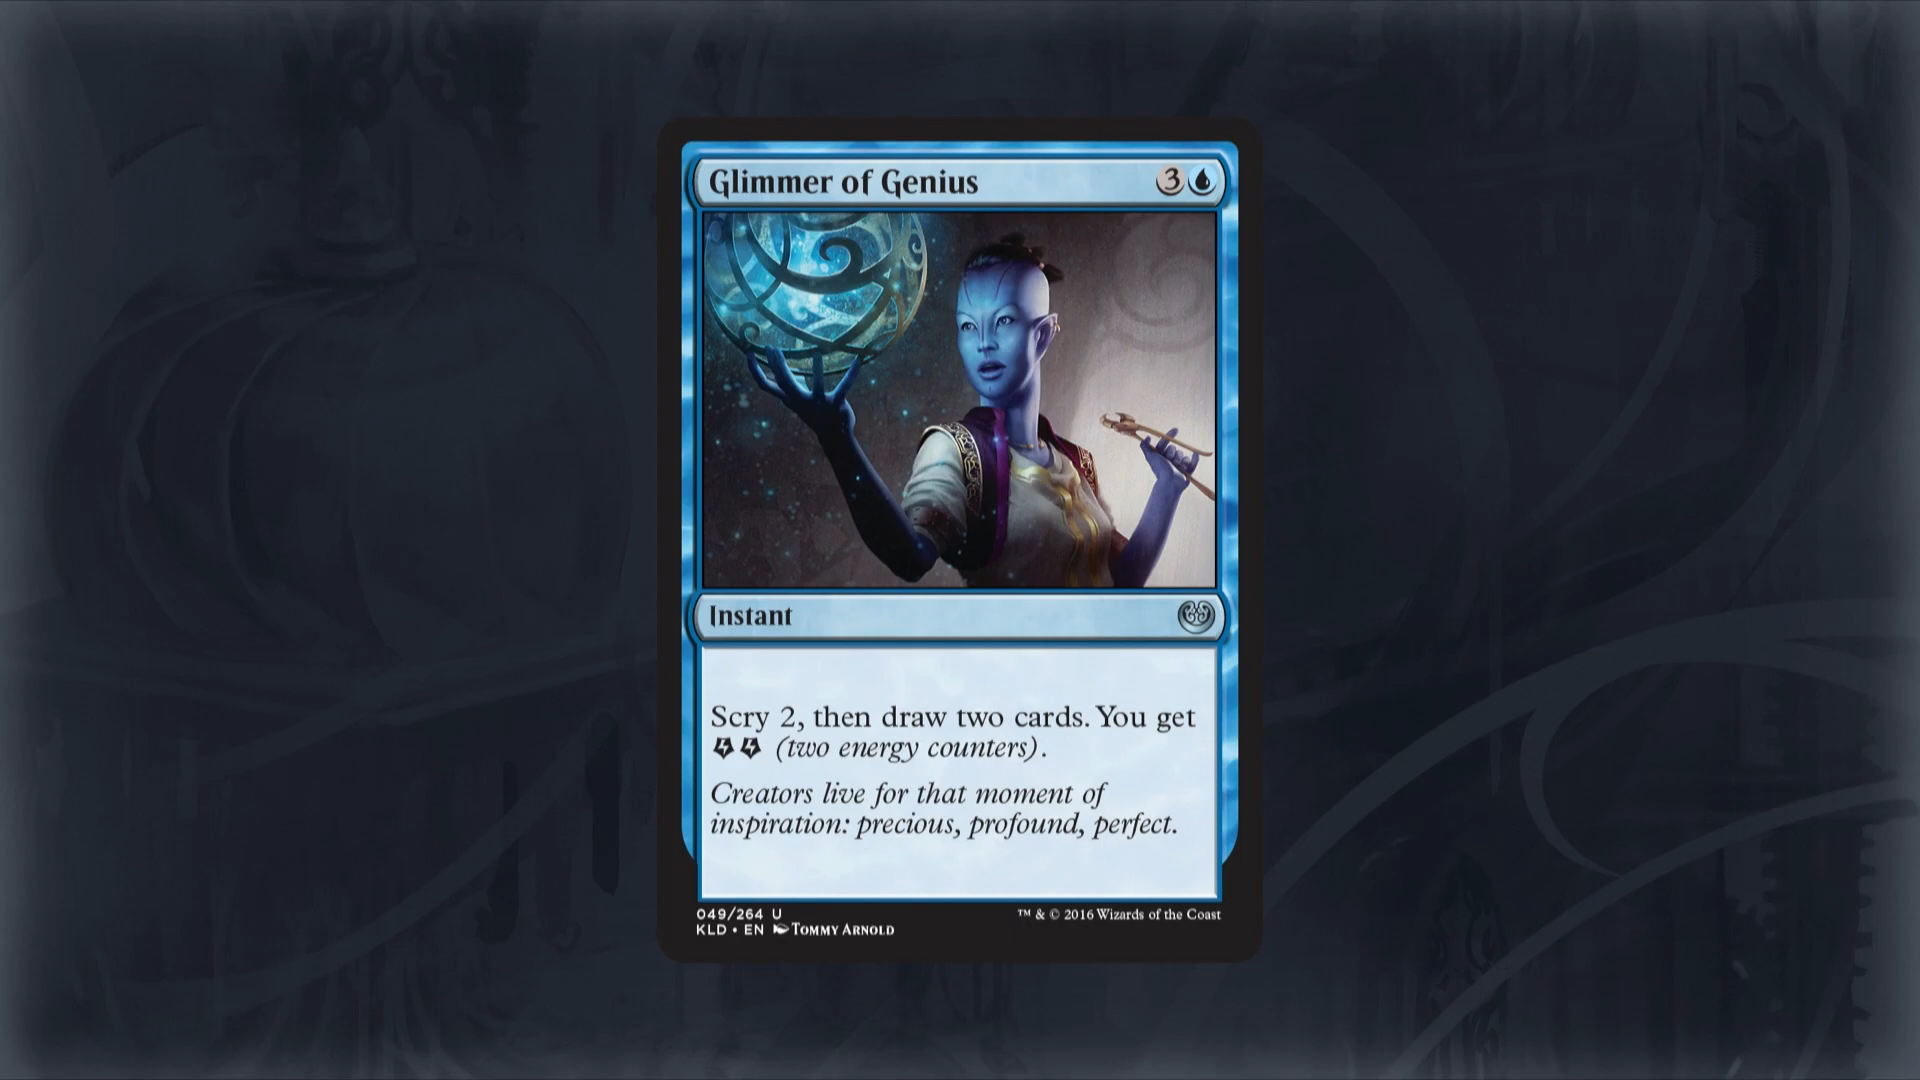 Glimmer of Genius 3
Instant
Scry 2, then draw two cards. You get
(two energy counters).
Creators live for that moment of
inspiration: precious, profound, perfect.
049/264 U
KLD • EN Tommy Arnold
™ & © 2016 Wizards of the Coast